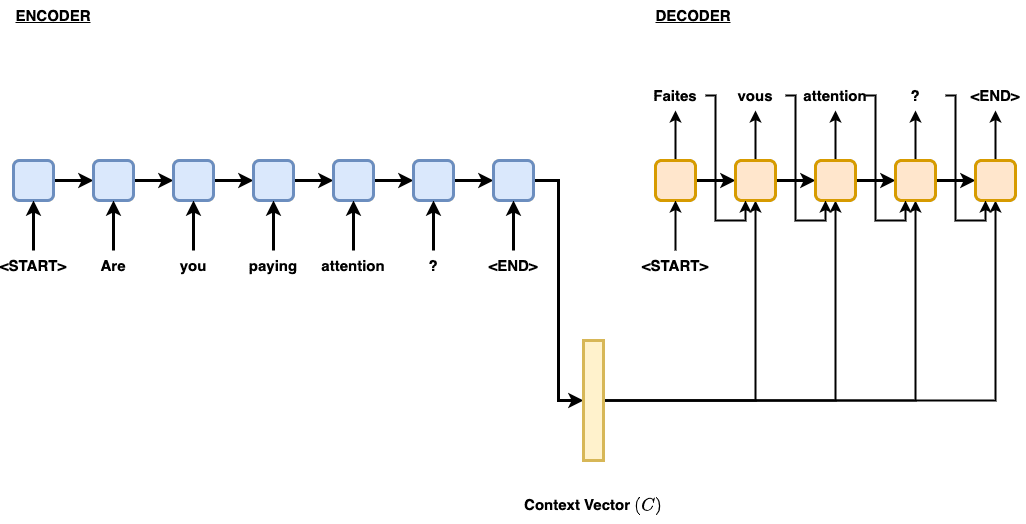 ENCODER
DECODER
Faites vous attention ? <END>
<START> Are you paying attention ? <END>
<START>
Context Vector (C)